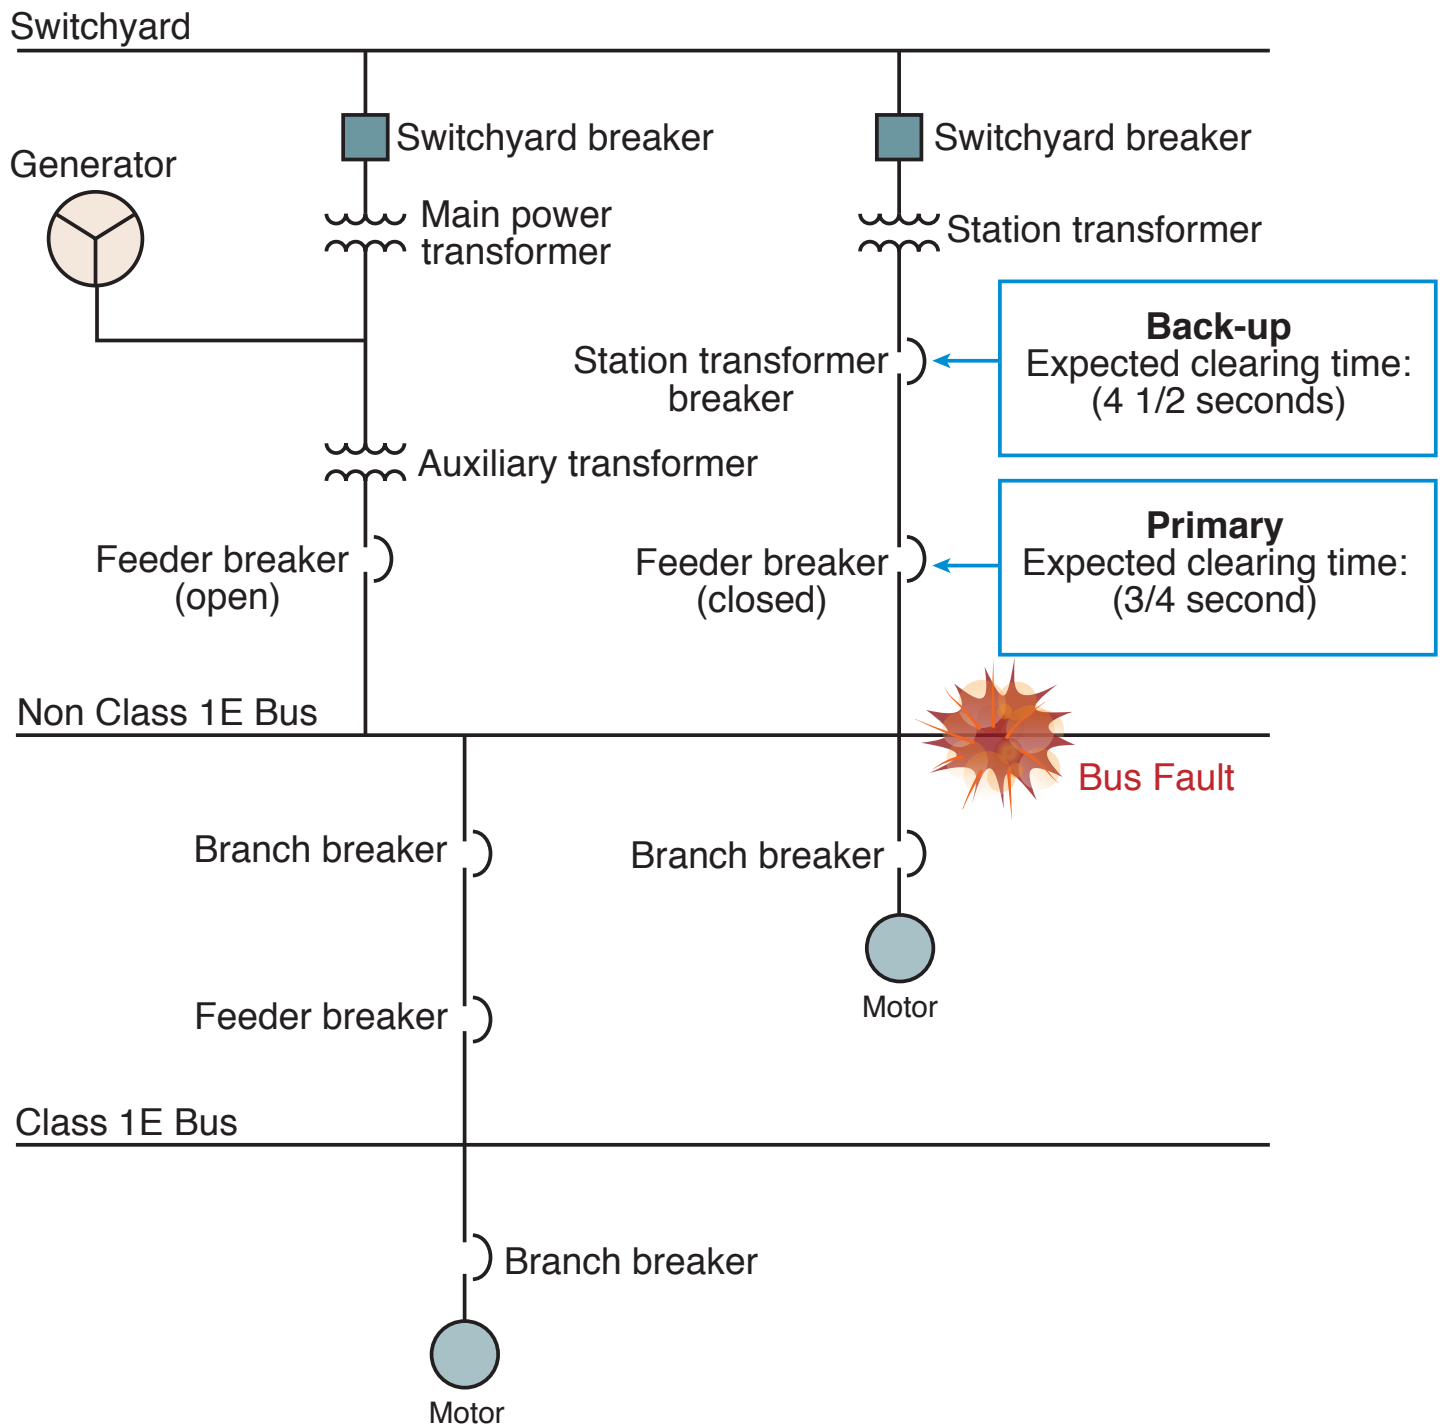 Switchyard
Switchyard breaker
Switchyard breaker
Generator
Main power
transformer
Station transformer
Back-up
Expected clearing time:
(4 1/2 seconds)
Station transformer
breaker
Auxiliary transformer
Primary
Expected clearing time:
(3/4 second)
Feeder breaker
(open)
Feeder breaker
(closed)
Non Class 1E Bus
Bus Fault
Branch breaker
Branch breaker
Motor
Feeder breaker
Class 1E Bus
Branch breaker
Motor